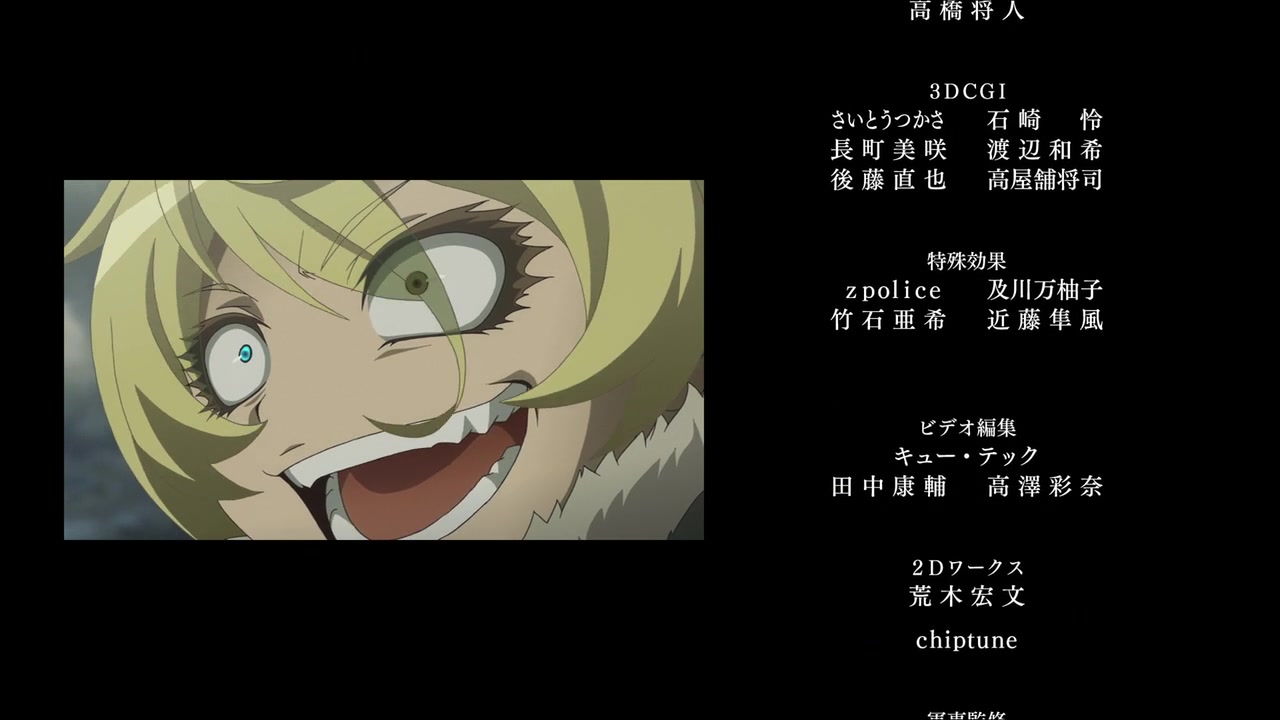 高橋将人
3DCGI
さいとうつかさ 石崎 怜
長町美咲 渡辺和希
後藤直也 高屋舗将司
特殊効果
zpolice 及川万柚子
竹石亜希 近藤隼風
ビデオ編集
キュー・テック
田中康輔 高澤彩奈
2Dワークス
荒木宏文
chiptune
軍事監修